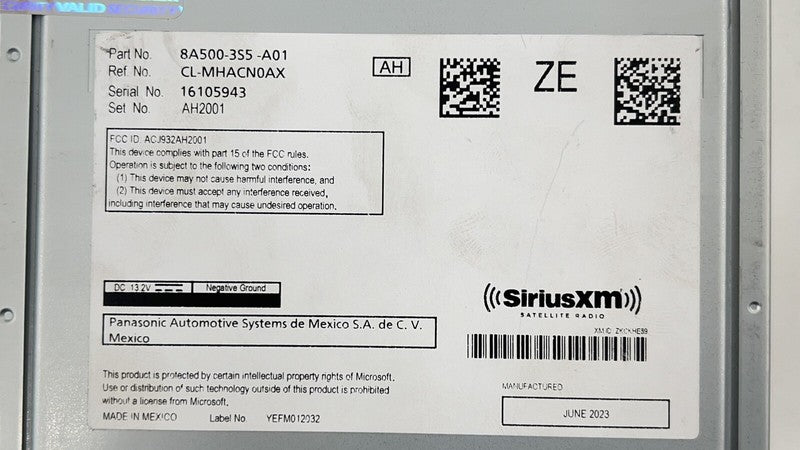 VALID
Part No. 8A500-3S5 -A01
Ref No. CL-MHACN0AX
Serial No. 16105943
Set No. AH2001
AH
ZE
FCC ID: ACJ932AH2001
This device complies with part 15 of the FCC rules.
Operation is subject to the following two conditions:
(1) This device may not cause harmful interference, and
(2) This device must accept any interference received,
including interference that may cause undesired operation.
DC 13.2V Negative Ground
SiriusXM
SATELLITE RADIO
XM ID: ZKCKHE59
Panasonic Automotive Systems de Mexico S.A. de C. V.
Mexico
This product is protected by certain intellectual property rights of Microsoft.
Use or distribution of such technology outside of this product is prohibited
without a license from Microsoft.
MADE IN MEXICO Label No. YEFM012032
MANUFACTURED
JUNE 2023